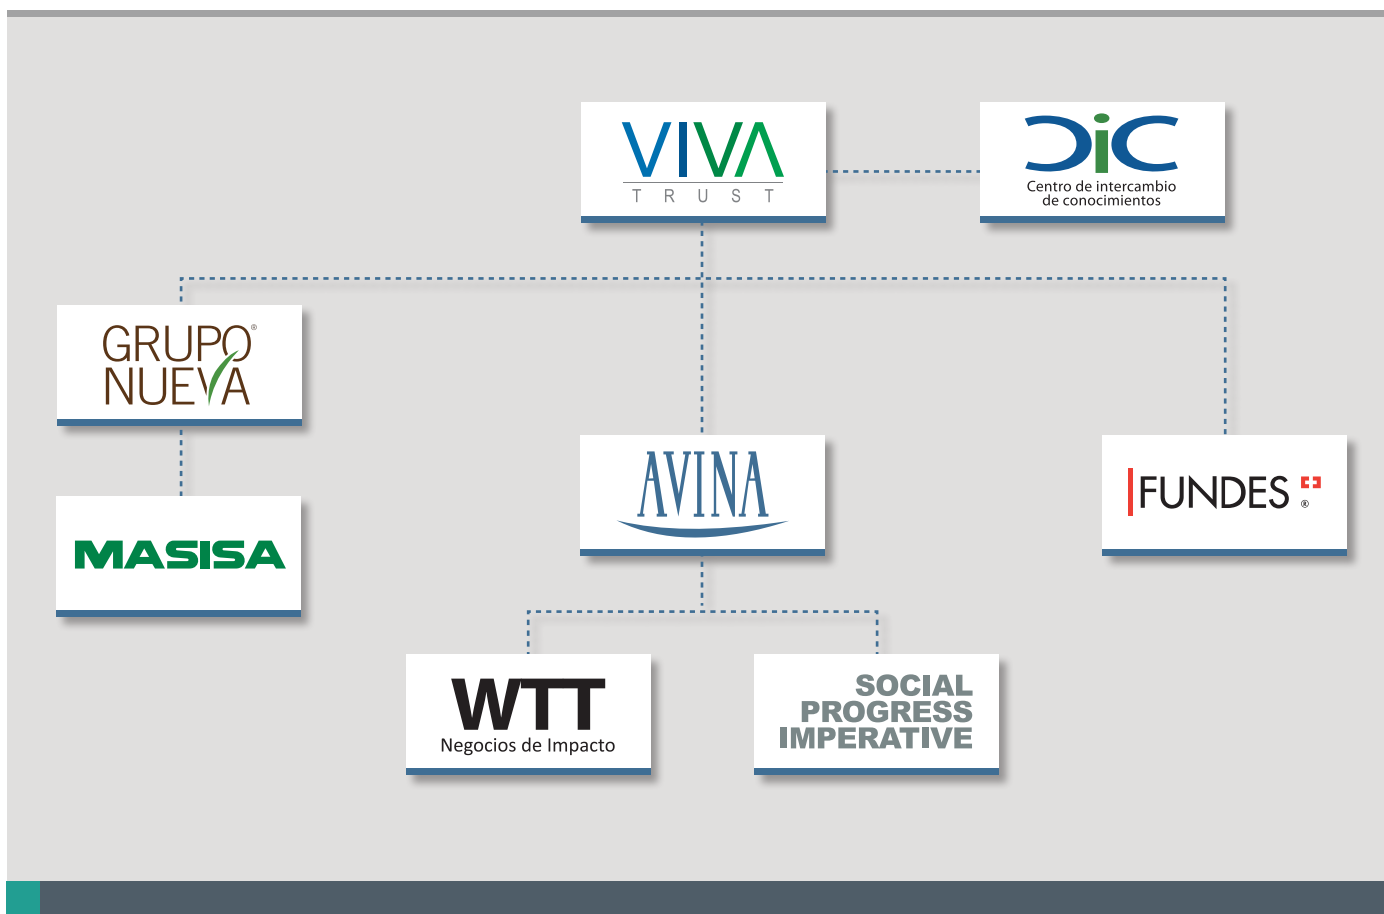 VIVA
TRUST
CiC
Centro de intercambio
de conocimientos
GRUPO®
NUEVA
MASISA
AVINA
FUNDES ®
WTT
Negocios de Impacto
SOCIAL
PROGRESS
IMPERATIVE